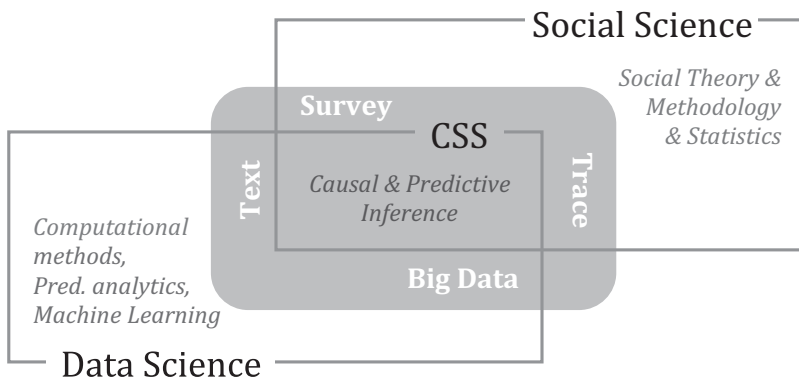 Social Science
Social Theory &
Methodology
& Statistics
Survey
CSS
Text
Trace
Causal & Predictive
Inference
Computational
methods,
Pred. analytics,
Machine Learning
Big Data
Data Science